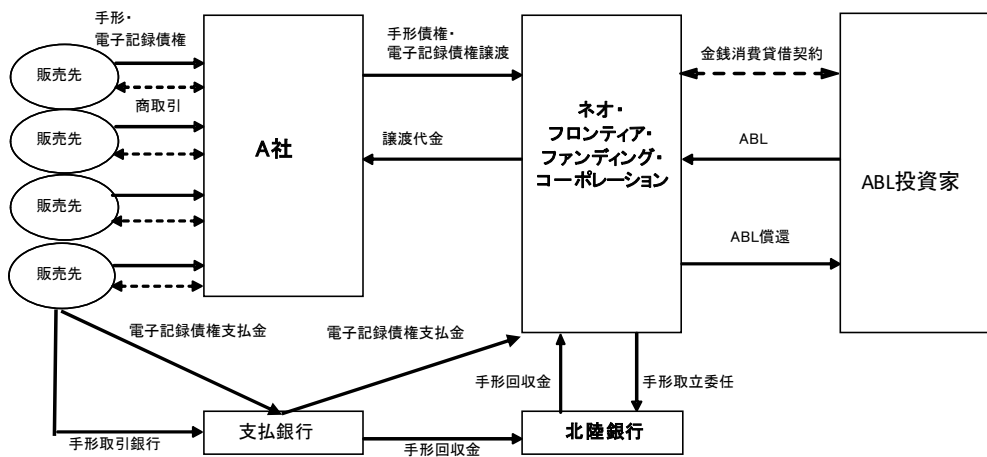 手形・
電子記録債権
販売先
商取引
販売先
販売先
販売先
A社
手形債権・
電子記録債権譲渡
譲渡代金
ネオ・
フロンティア・
ファンディング・
コーポレーション
金銭消費貸借契約
ABL
ABL償還
ABL投資家
電子記録債権支払金
電子記録債権支払金
手形回収金
手形取立委任
手形取引銀行
支払銀行
手形回収金
北陸銀行